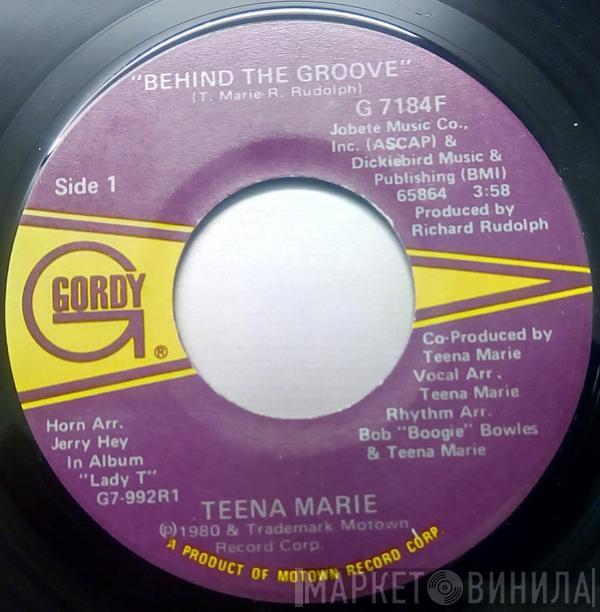 "BEHIND THE GROOVE"
(T. Marie-R. Rudolph)
G 7184F
Jobete Music Co.,
Inc. (ASCAP) &
Dickiebird Music &
Publishing (BMI)
65864 3:58
Produced by
Richard Rudolph
Side 1
GORDY
®
Co-Produced by
Teena Marie
Vocal Arr.
Teena Marie
Rhythm Arr.
Bob "Boogie" Bowles
& Teena Marie
Horn Arr.
Jerry Hey
In Album
"Lady T"
G7-992R1
TEENA MARIE
Ⓟ1980 & Trademark Motown
Record Corp.
A PRODUCT OF MOTOWN RECORD CORP.
МАРКЕТ ВИНИЛА